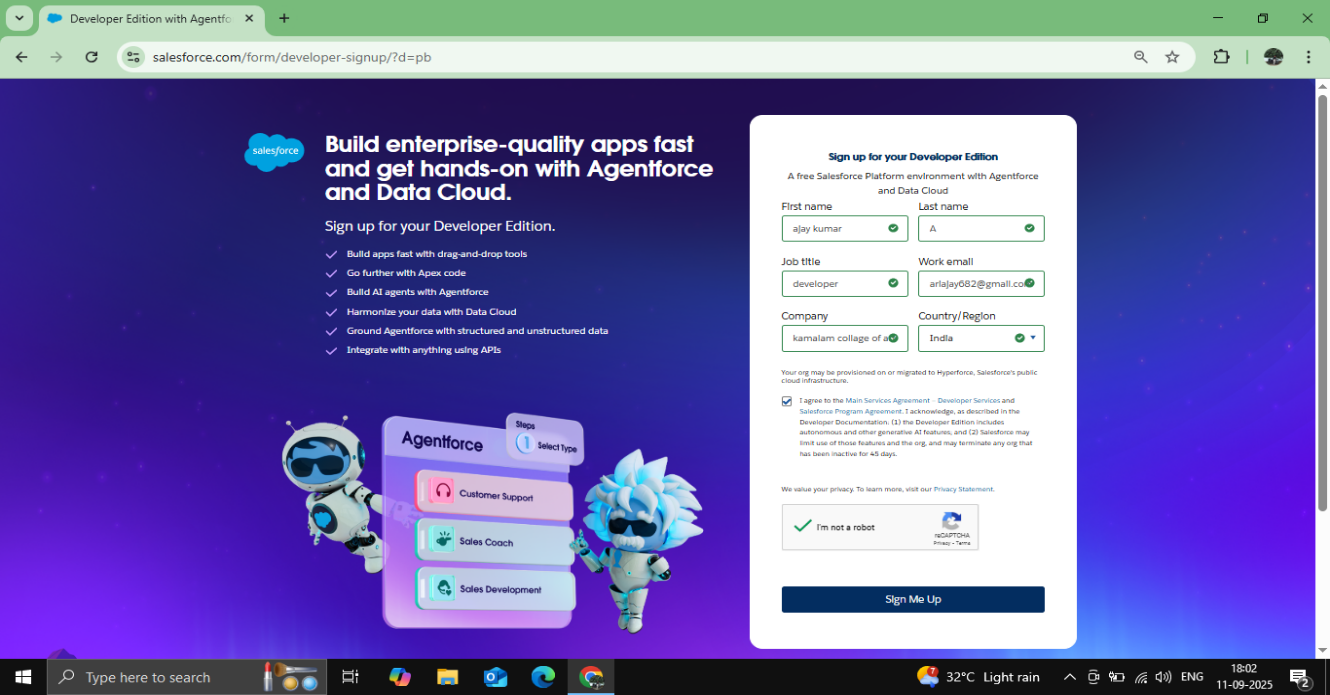 Developer Edition with Agentfo
salesforce.com/form/developer-signup/?d=pb
salesforce
Build enterprise-quality apps fast
and get hands-on with Agentforce
and Data Cloud.
Sign up for your Developer Edition.
Build apps fast with drag-and-drop tools
Go further with Apex code
Build AI agents with Agentforce
Harmonize your data with Data Cloud
Ground Agentforce with structured and unstructured data
Integrate with anything using APIs
Agentforce
Steps
1 Select Type
Customer Support
Sales Coach
Sales Development
Sign up for your Developer Edition
A free Salesforce Platform environment with Agentforce
and Data Cloud
First name Last name
ajay kumar A
Job title Work email
developer arlajay682@gmail.co
Company Country/Region
kamalam collage of a India
Your org may be provisioned on or migrated to Hyperforce, Salesforce's public
cloud infrastructure.
I agree to the Main Services Agreement – Developer Services and
Salesforce Program Agreement. I acknowledge, as described in the
Developer Documentation: (1) the Developer Edition includes
autonomous and other generative AI features, and (2) Salesforce may
limit use of those features and the org, and may terminate any org that
has been inactive for 45 days.
We value your privacy. To learn more, visit our Privacy Statement.
I'm not a robot
reCAPTCHA
Privacy - Terms
Sign Me Up
Type here to search
7
32°C Light rain
ENG
18:02
11-09-2025
2